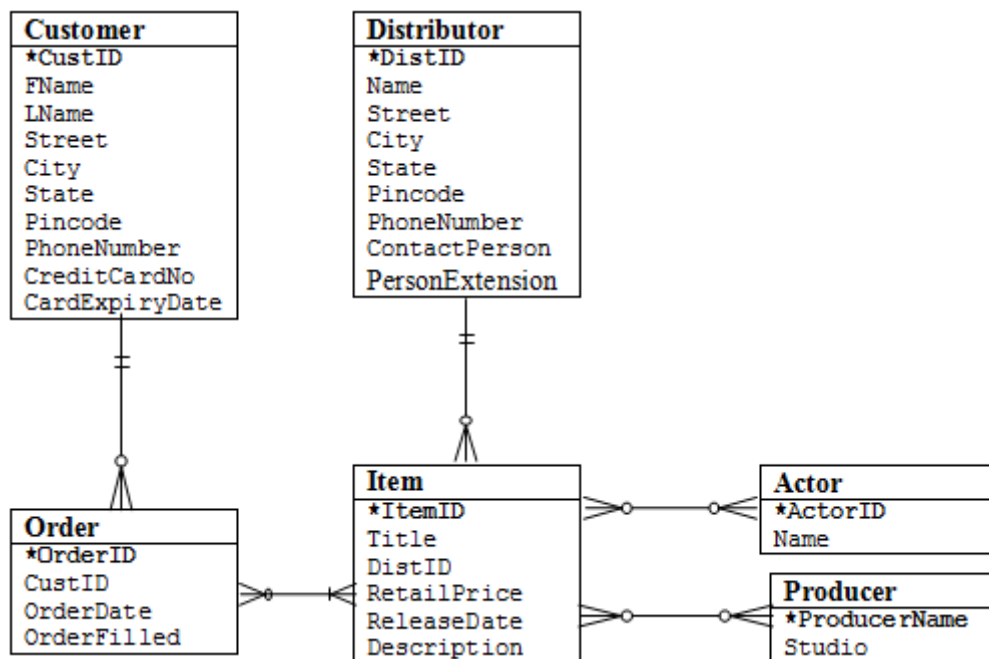 Customer
*CustID
FName
LName
Street
City
State
Pincode
PhoneNumber
CreditCardNo
CardExpiryDate
Distributor
*DistID
Name
Street
City
State
Pincode
PhoneNumber
ContactPerson
PersonExtension
Order
*OrderID
CustID
OrderDate
OrderFilled
Item
*ItemID
Title
DistID
RetailPrice
ReleaseDate
Description
Actor
*ActorID
Name
Producer
*ProducerName
Studio